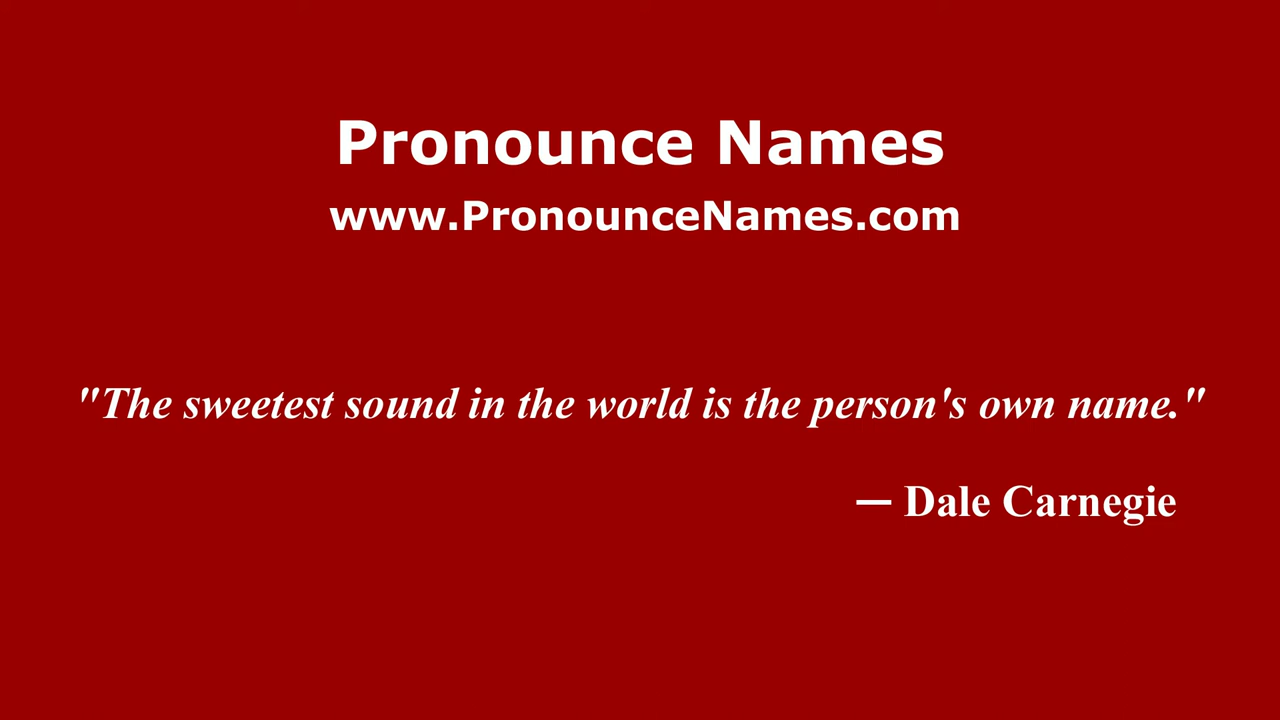 Pronounce Names
www.PronounceNames.com
"The sweetest sound in the world is the person's own name."
— Dale Carnegie